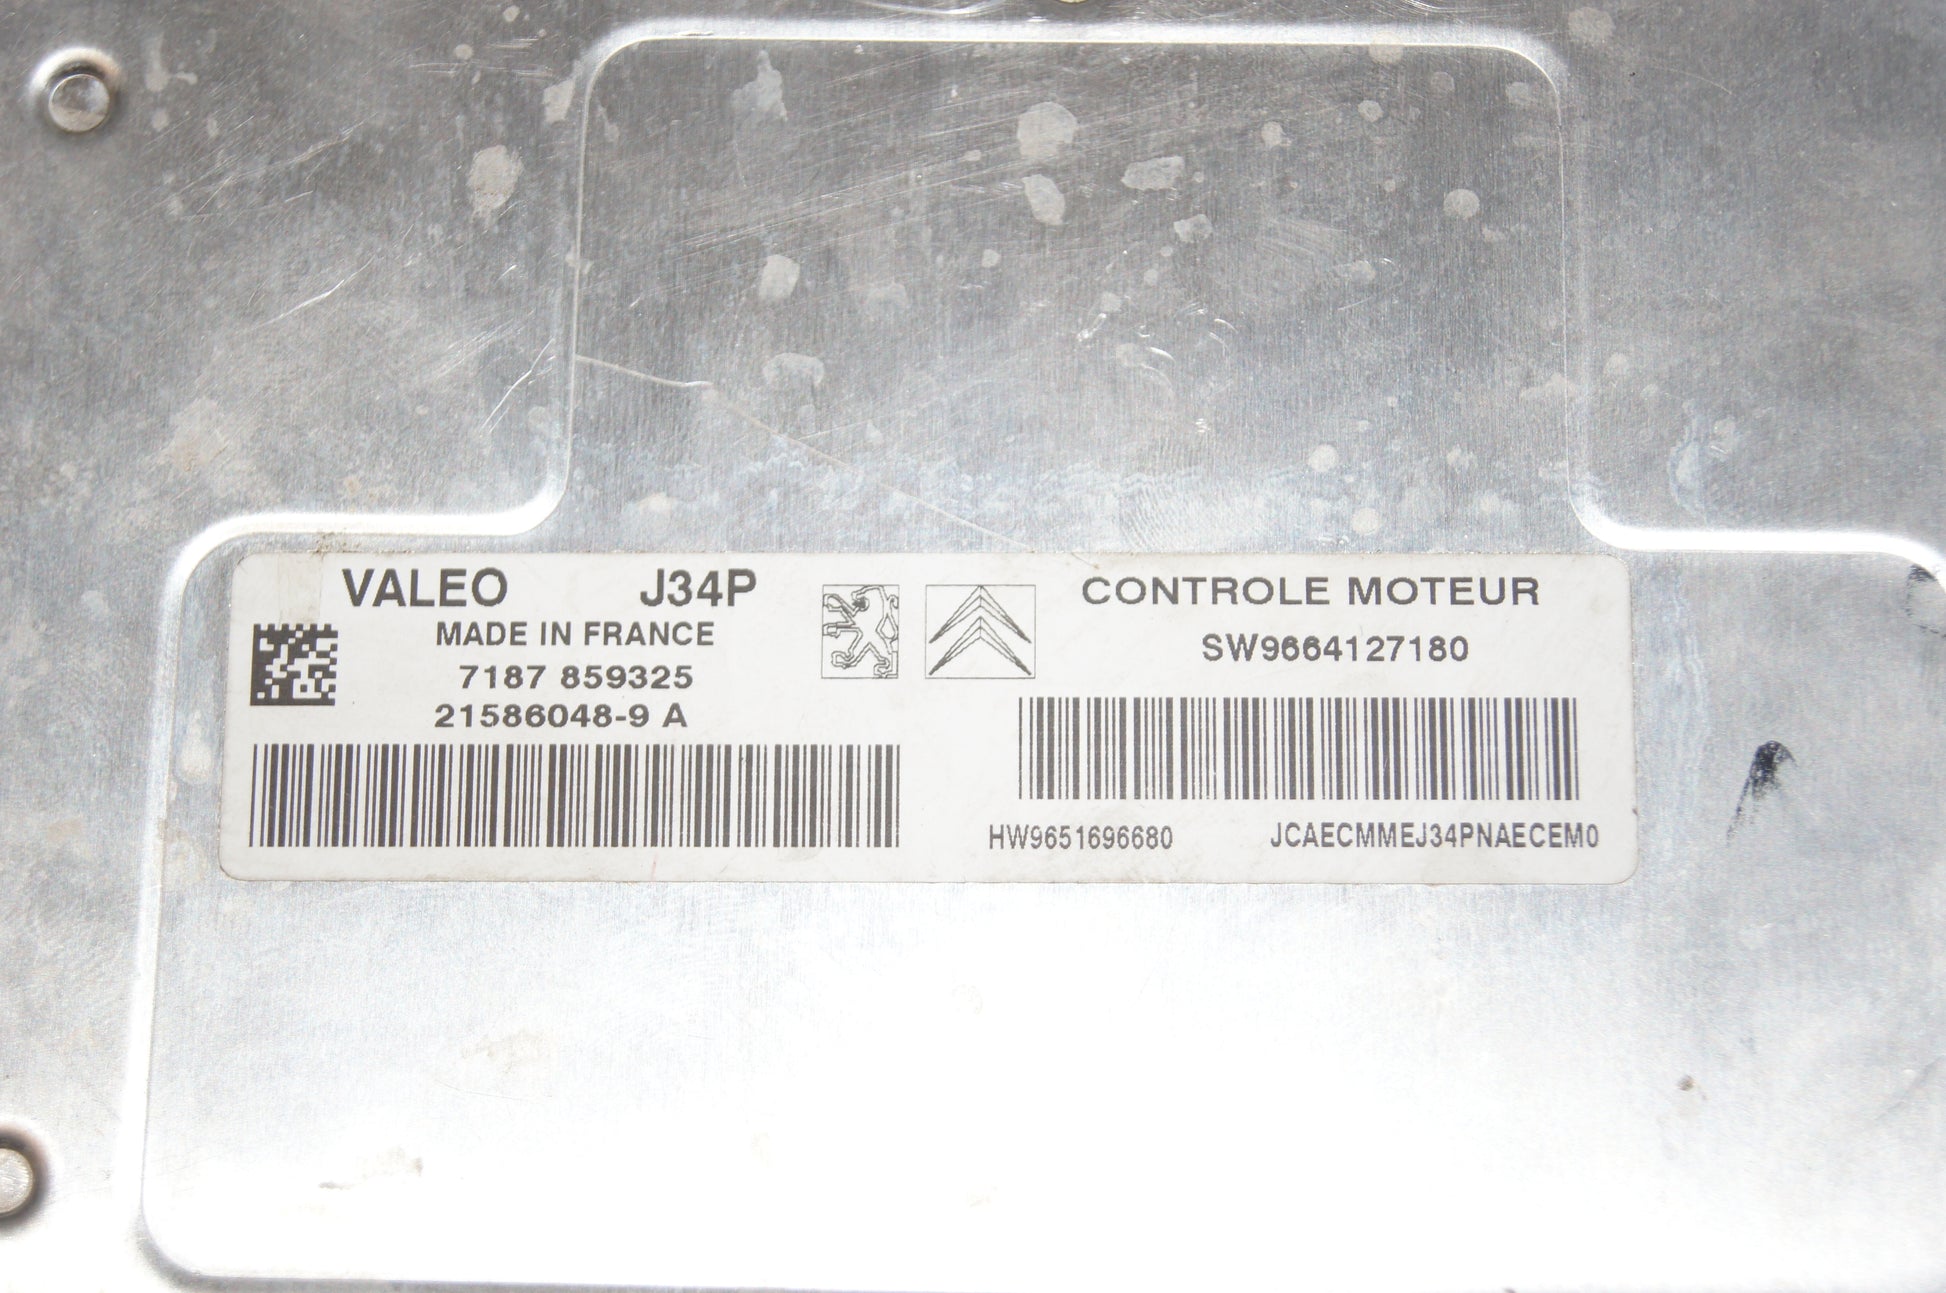 VALEO J34P
MADE IN FRANCE
7187 859325
21586048-9 A
CONTROLE MOTEUR
SW9664127180
HW9651696680 JCAECMMEJ34PNAECEM0